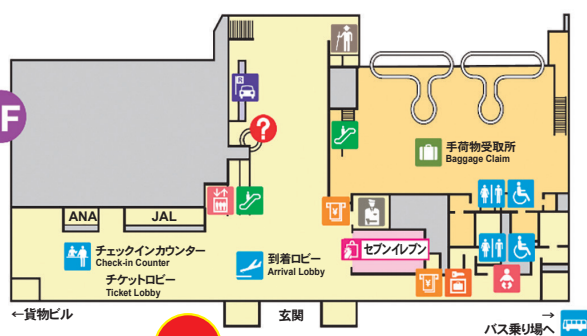 F
?
手荷物受取所
Baggage Claim
ANA
JAL
チェックインカウンター
Check-in Counter
チケットロビー
Ticket Lobby
到着ロビー
Arrival Lobby
¥
セブンイレブン
¥
←貨物ビル
玄関
→
バス乗り場へ